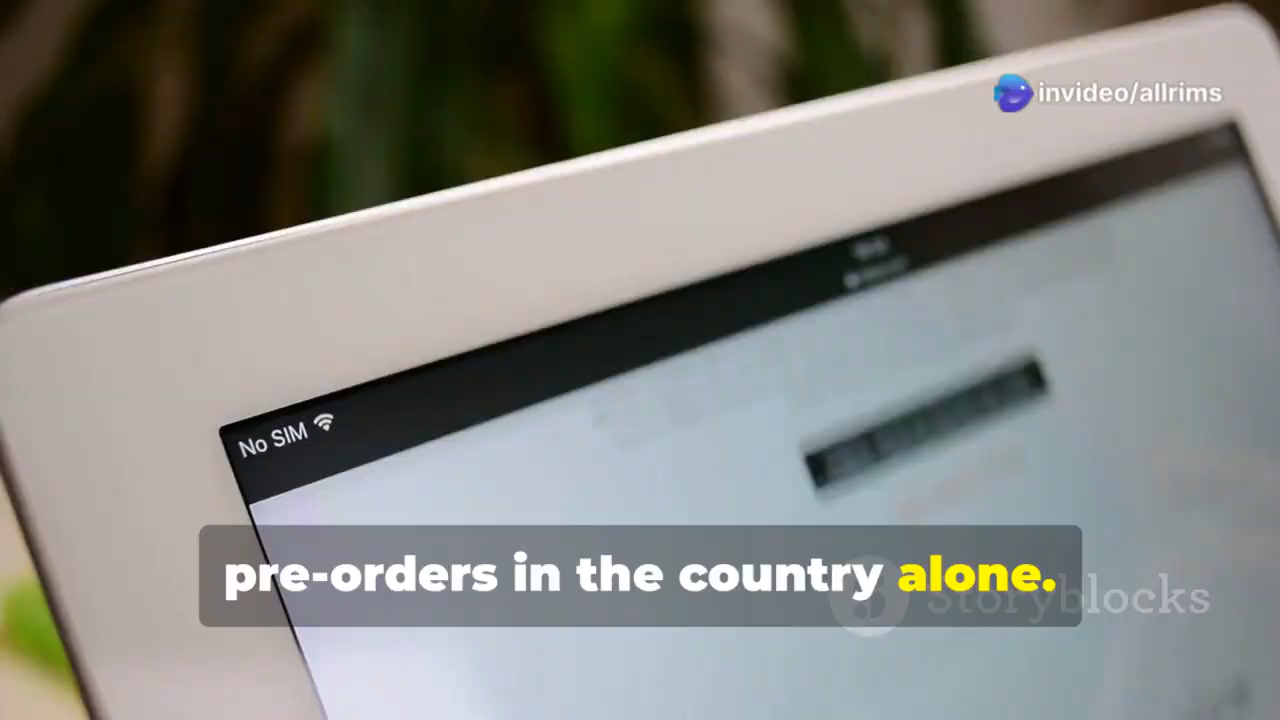 invideo/allrims
No SIM
pre-orders in the country alone.
Storyblocks